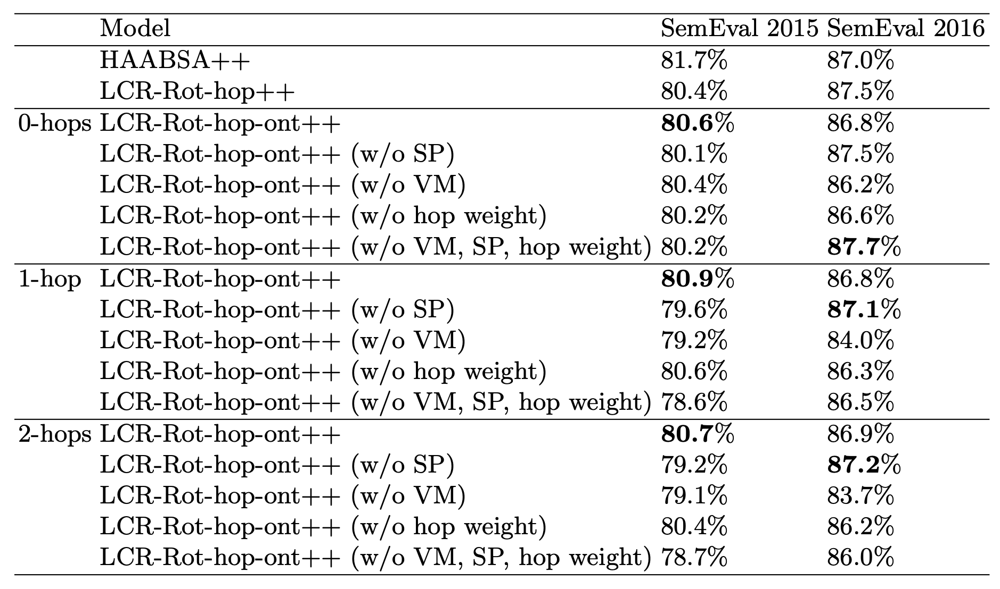 Model SemEval 2015 SemEval 2016
HAABSA++ 81.7% 87.0%
LCR-Rot-hop++ 80.4% 87.5%
0-hops LCR-Rot-hop-ont++ 80.6% 86.8%
LCR-Rot-hop-ont++ (w/o SP) 80.1% 87.5%
LCR-Rot-hop-ont++ (w/o VM) 80.4% 86.2%
LCR-Rot-hop-ont++ (w/o hop weight) 80.2% 86.6%
LCR-Rot-hop-ont++ (w/o VM, SP, hop weight) 80.2% 87.7%
1-hop LCR-Rot-hop-ont++ 80.9% 86.8%
LCR-Rot-hop-ont++ (w/o SP) 79.6% 87.1%
LCR-Rot-hop-ont++ (w/o VM) 79.2% 84.0%
LCR-Rot-hop-ont++ (w/o hop weight) 80.6% 86.3%
LCR-Rot-hop-ont++ (w/o VM, SP, hop weight) 78.6% 86.5%
2-hops LCR-Rot-hop-ont++ 80.7% 86.9%
LCR-Rot-hop-ont++ (w/o SP) 79.2% 87.2%
LCR-Rot-hop-ont++ (w/o VM) 79.1% 83.7%
LCR-Rot-hop-ont++ (w/o hop weight) 80.4% 86.2%
LCR-Rot-hop-ont++ (w/o VM, SP, hop weight) 78.7% 86.0%